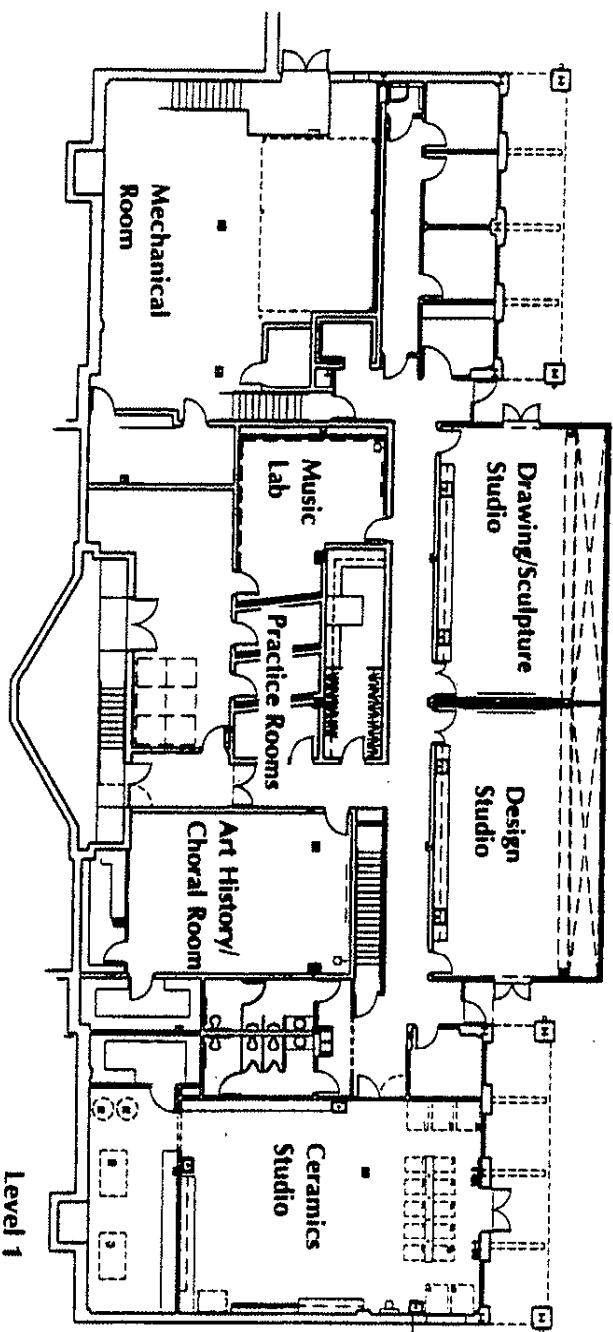 Mechanical
Room
Music
Lab
Drawing/Sculpture
Studio
Practice Rooms
Design
Studio
Art History/
Choral Room
Ceramics
Studio
Level 1